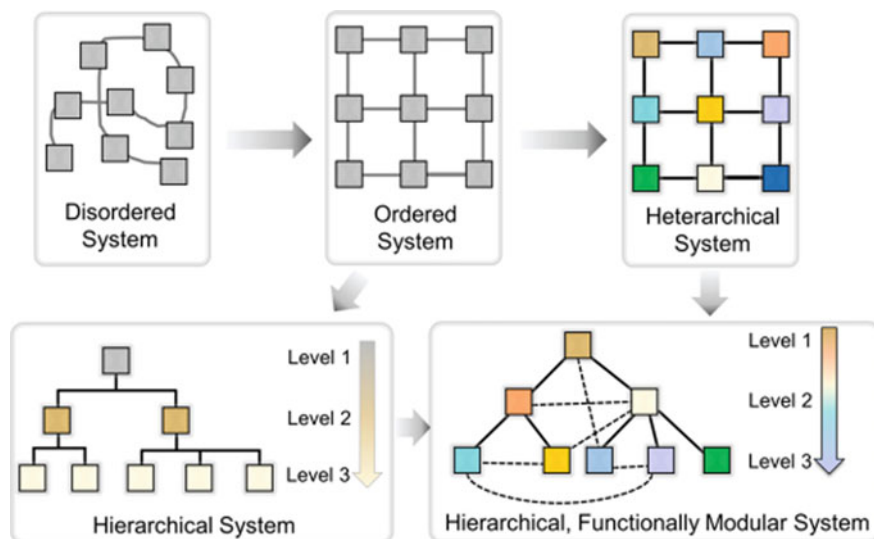 Disordered
System
Ordered
System
Heterarchical
System
Level 1
Level 2
Level 3
Hierarchical System
Level 1
Level 2
Level 3
Hierarchical, Functionally Modular System